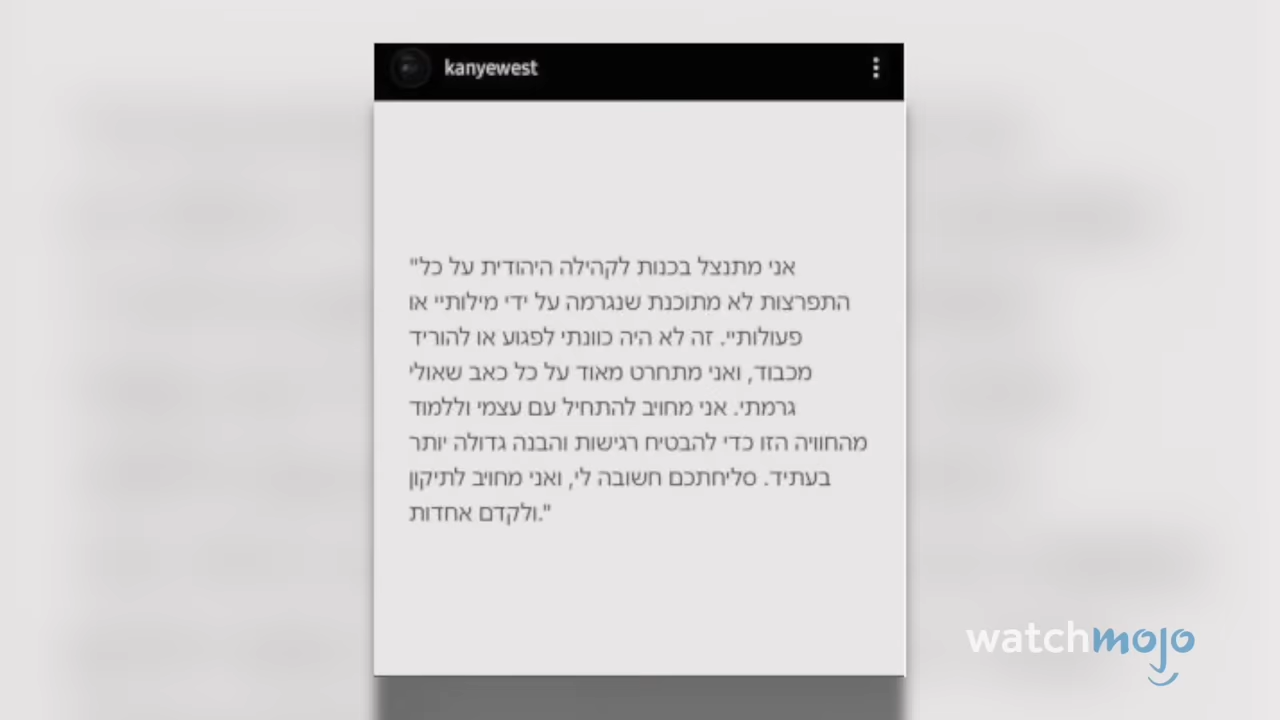 kanyewest
"אני מתנצל בכנות לקהילה היהודית על כל
התפרצות לא מתוכנת שנגרמה על ידי מילותיי או
פעולותיי. זה לא היה כוונתי לפגוע או להוריד
מכבוד, ואני מתחרט מאוד על כל כאב שאולי
גרמתי. אני מחויב להתחיל עם עצמי וללמוד
מהחוויה הזו כדי להבטיח רגישות והבנה גדולה יותר
בעתיד. סליחתכם חשובה לי, ואני מחויב לתיקון
ולקדם אחדות."
watchmojo